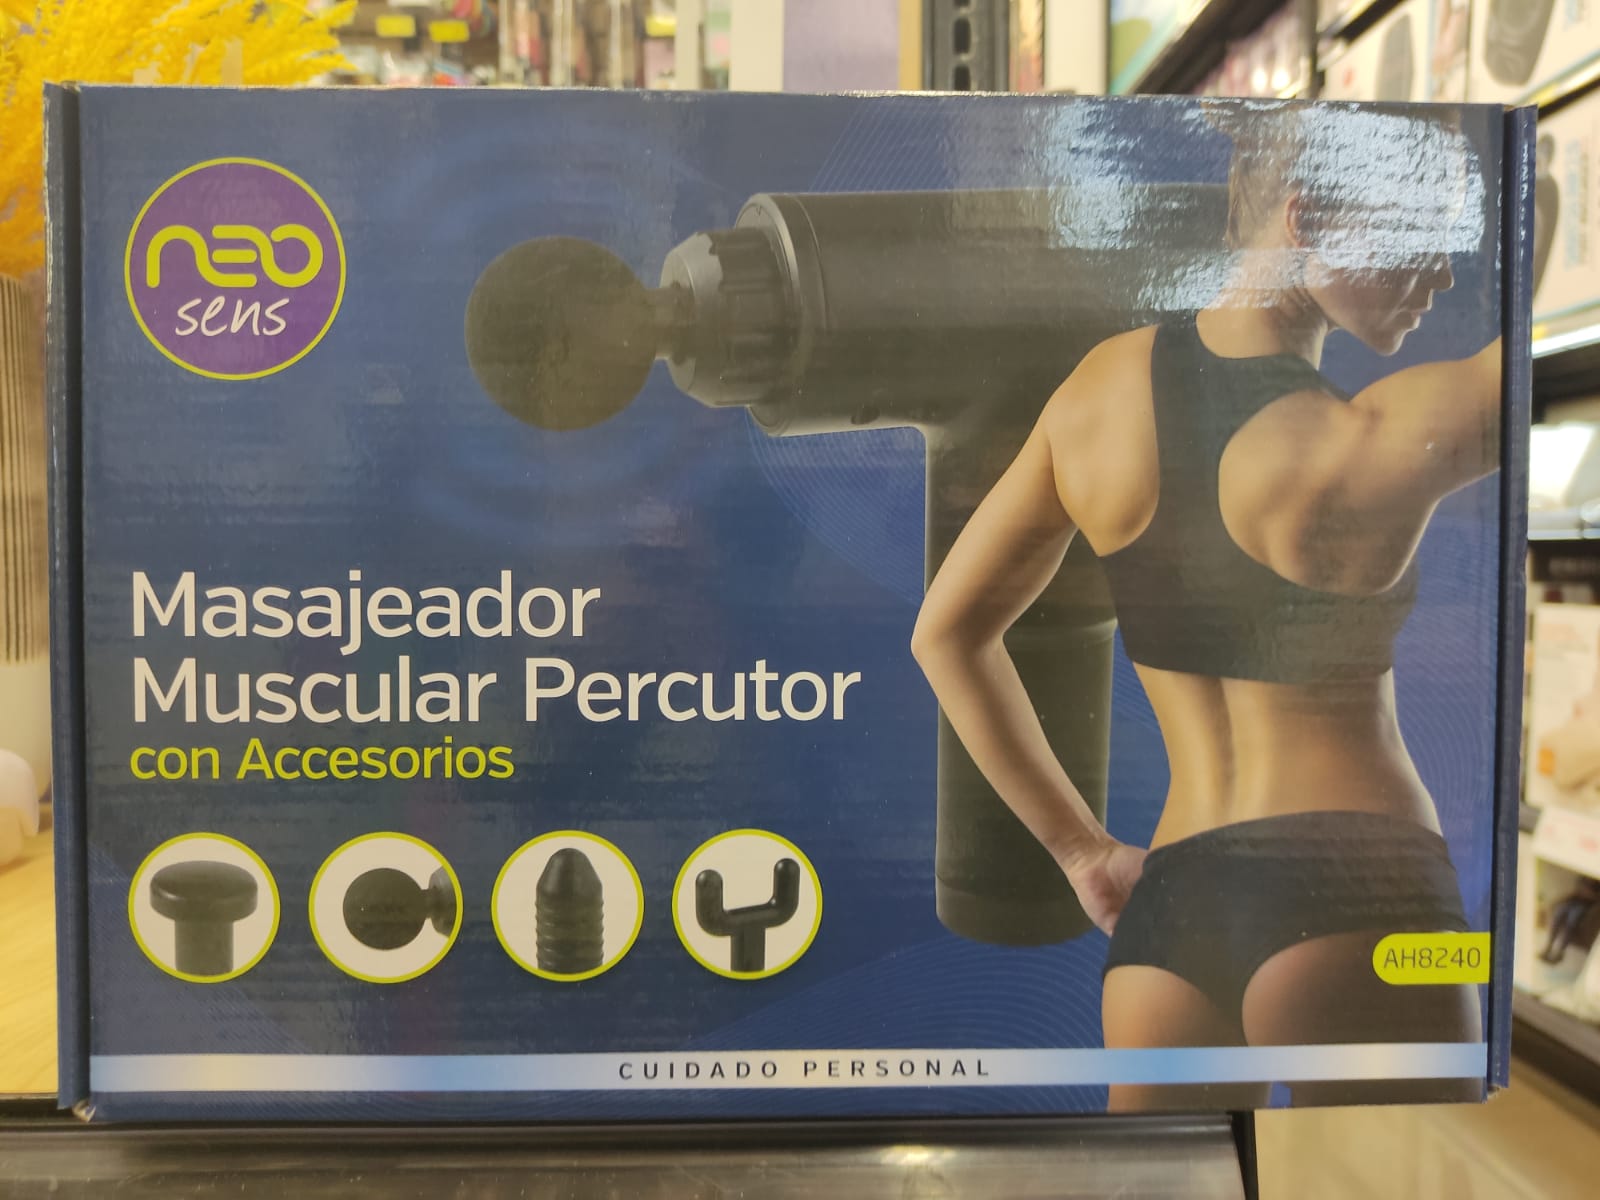 neo
sens
Masajeador
Muscular Percutor
con Accesorios
AH8240
CUIDADO PERSONAL